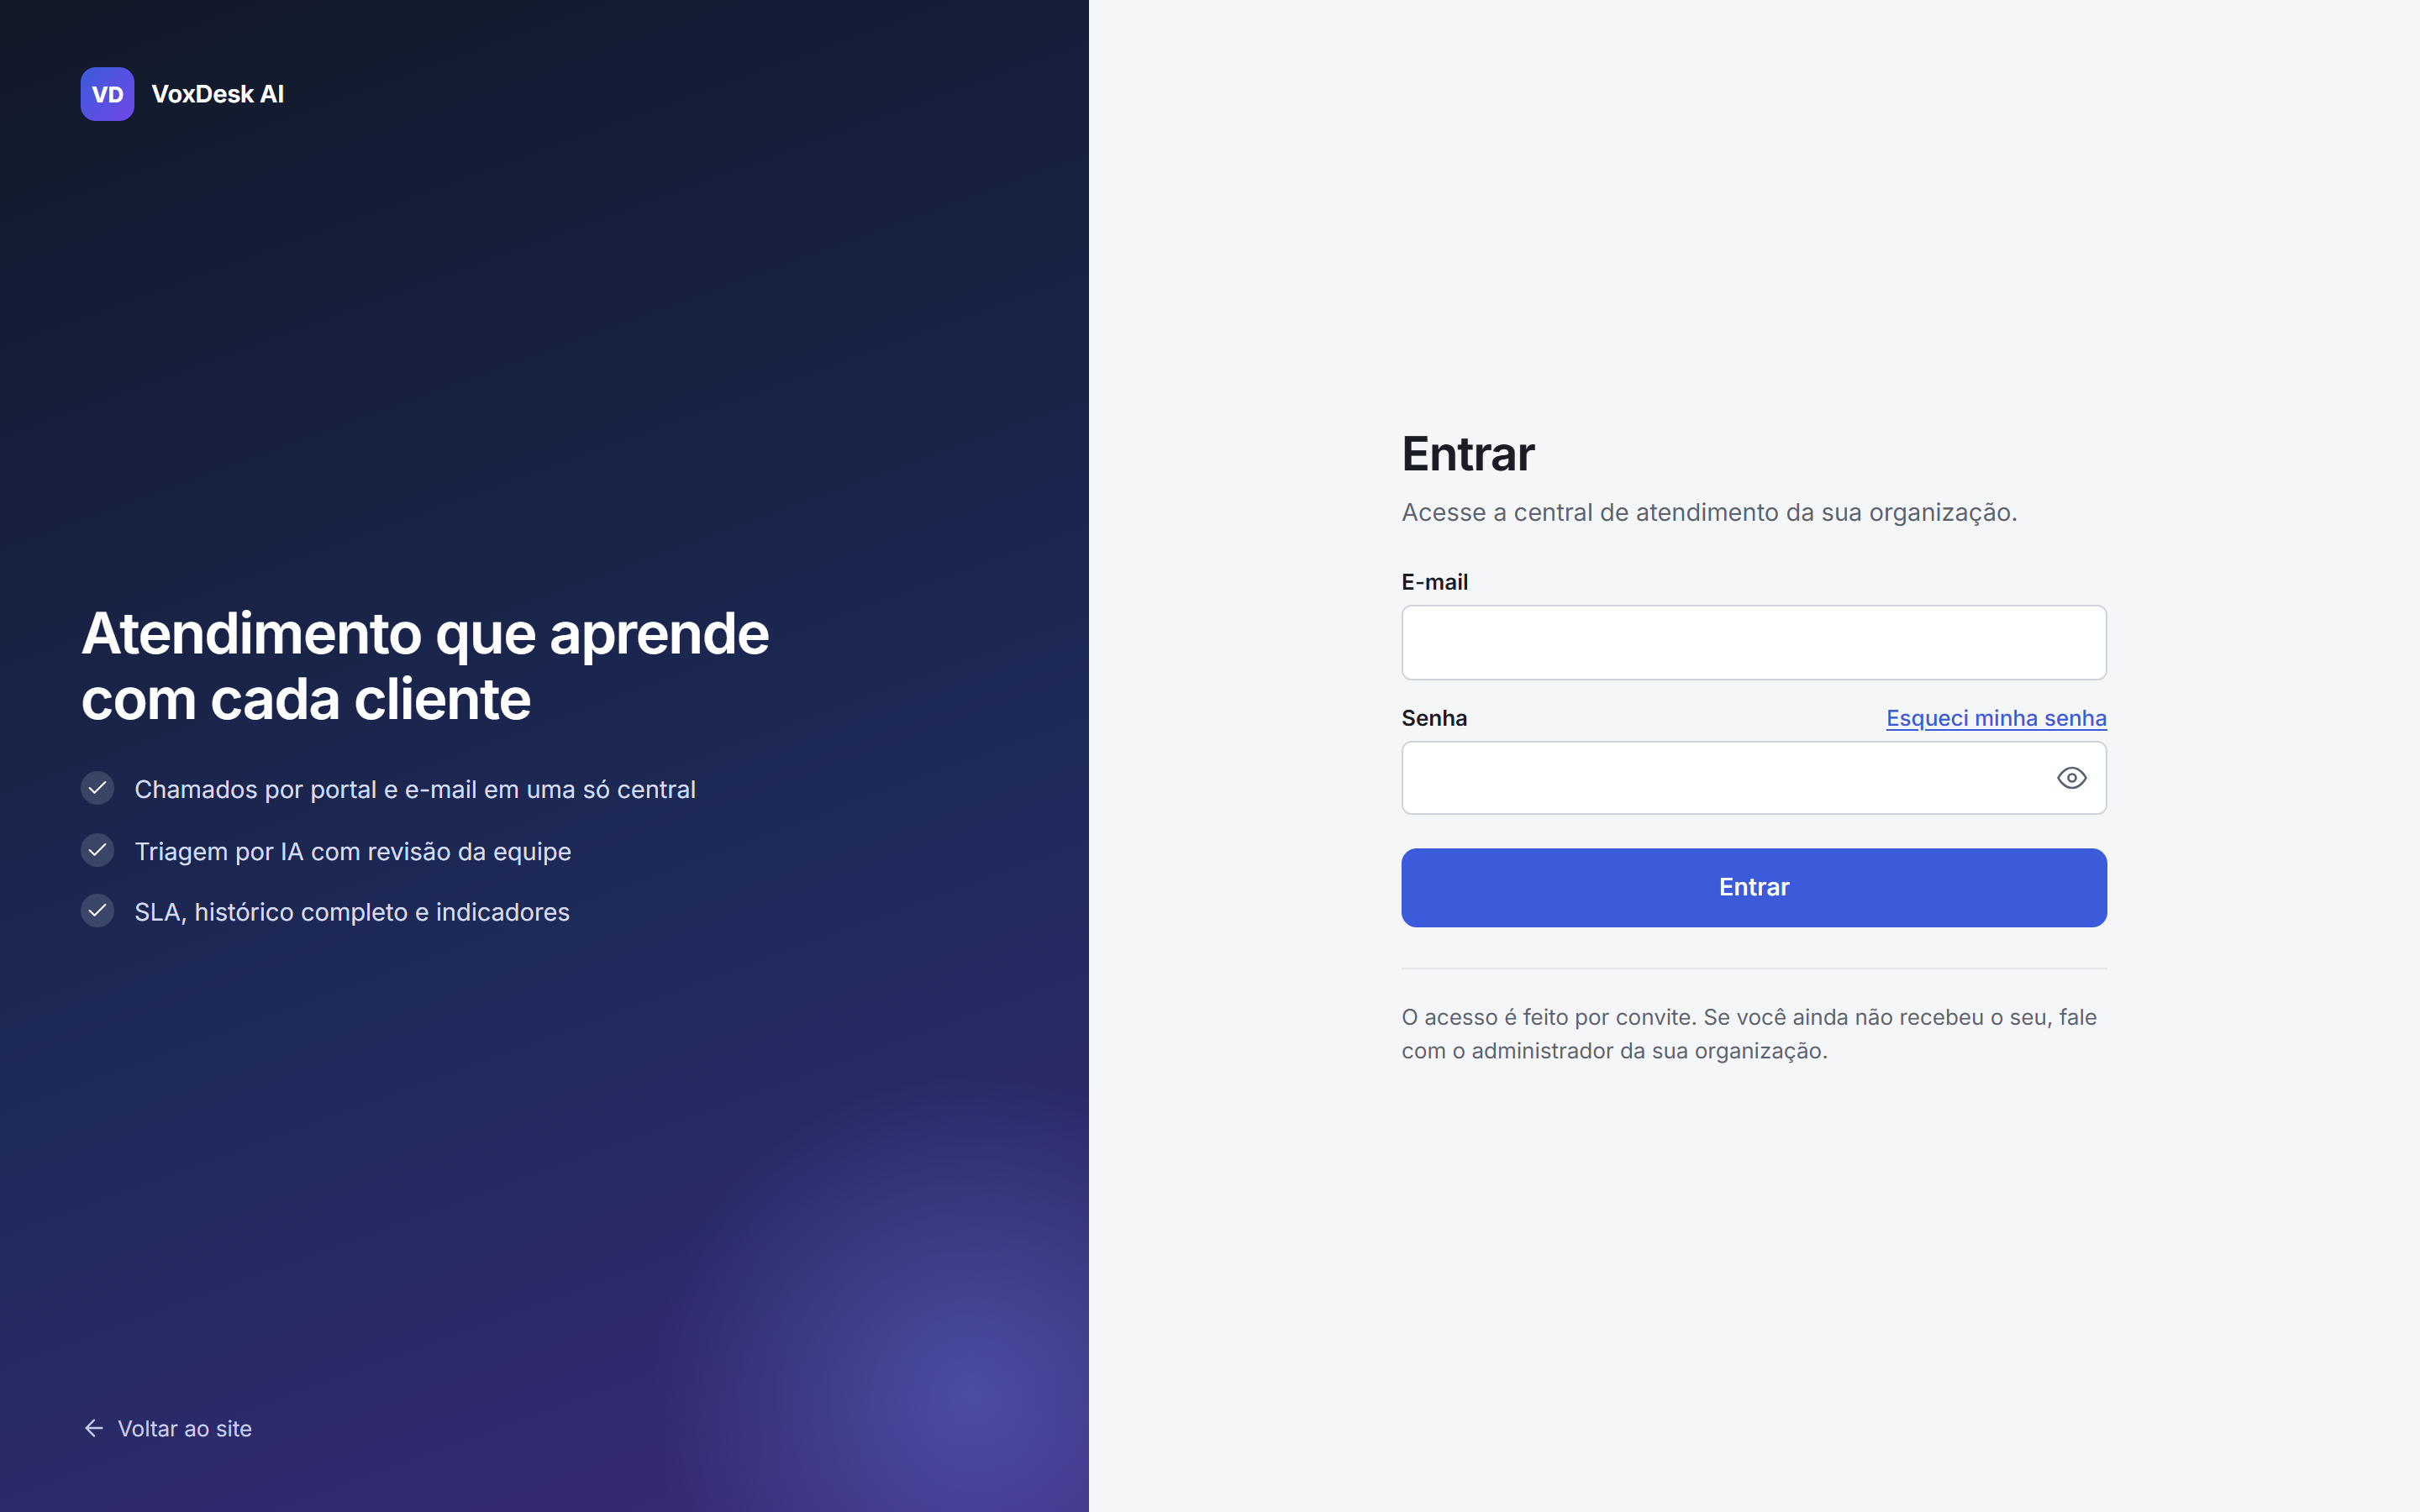 VD VoxDesk AI
Atendimento que aprende
com cada cliente
Chamados por portal e e-mail em uma só central
Triagem por IA com revisão da equipe
SLA, histórico completo e indicadores
Voltar ao site
Entrar
Acesse a central de atendimento da sua organização.
E-mail
Senha Esqueci minha senha
Entrar
O acesso é feito por convite. Se você ainda não recebeu o seu, fale
com o administrador da sua organização.